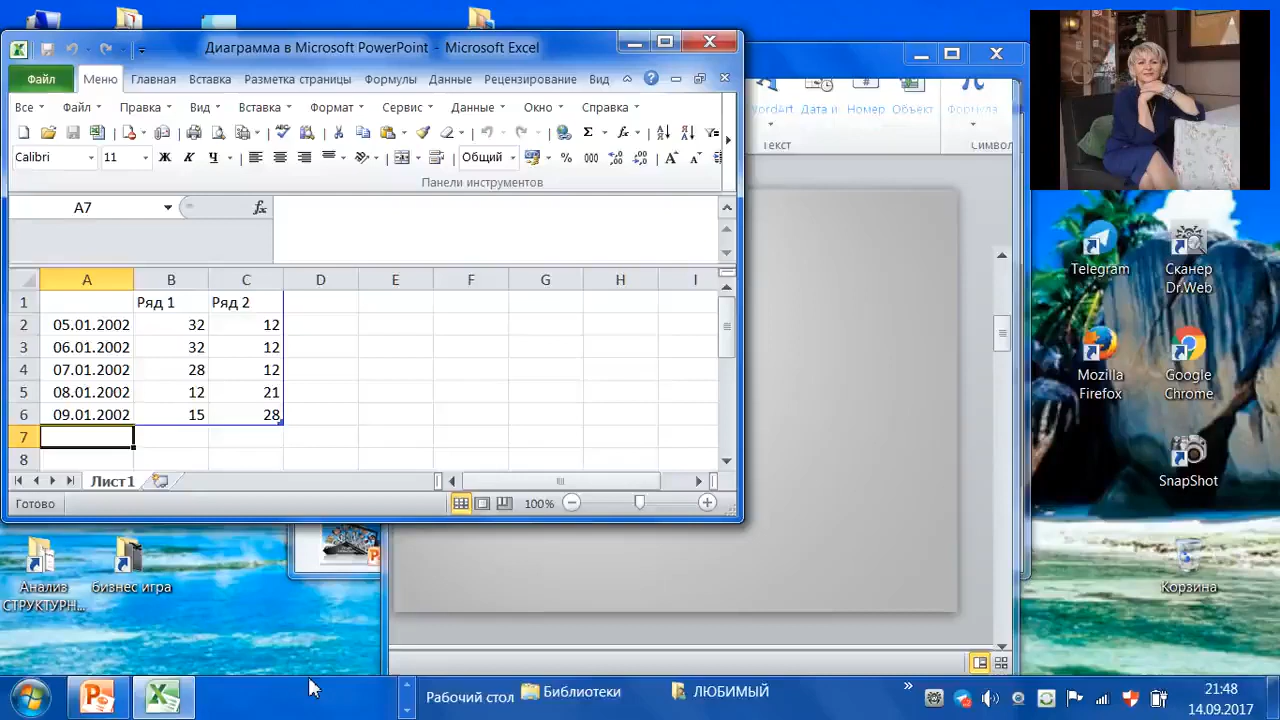 Диаграмма в Microsoft PowerPoint - Microsoft Excel
Файл Меню Главная Вставка Разметка страницы Рецензирование Вид
Все Файл Правка Вид Вставка Формат Сервис Данные Окно Справка
Calibri 11 Ж К Ч Общий % 000
Панели инструментов
WordArt Дата и Номер Объект Формула
A7 fx
A B C D E F G H I
1 Ряд 1 Ряд 2
2 05.01.2002 32 12
3 06.01.2002 32 12
4 07.01.2002 28 12
5 08.01.2002 12 21
6 09.01.2002 15 28
7
8
Лист1
Готово 100%
Telegram
Сканер
Dr.Web
Mozilla
Firefox
Google
Chrome
SnapShot
Корзина
Анализ
СТРУКТУРН...
бизнес игра
Рабочий стол Библиотеки ЛЮБИМЫЙ »
21:48
14.09.2017